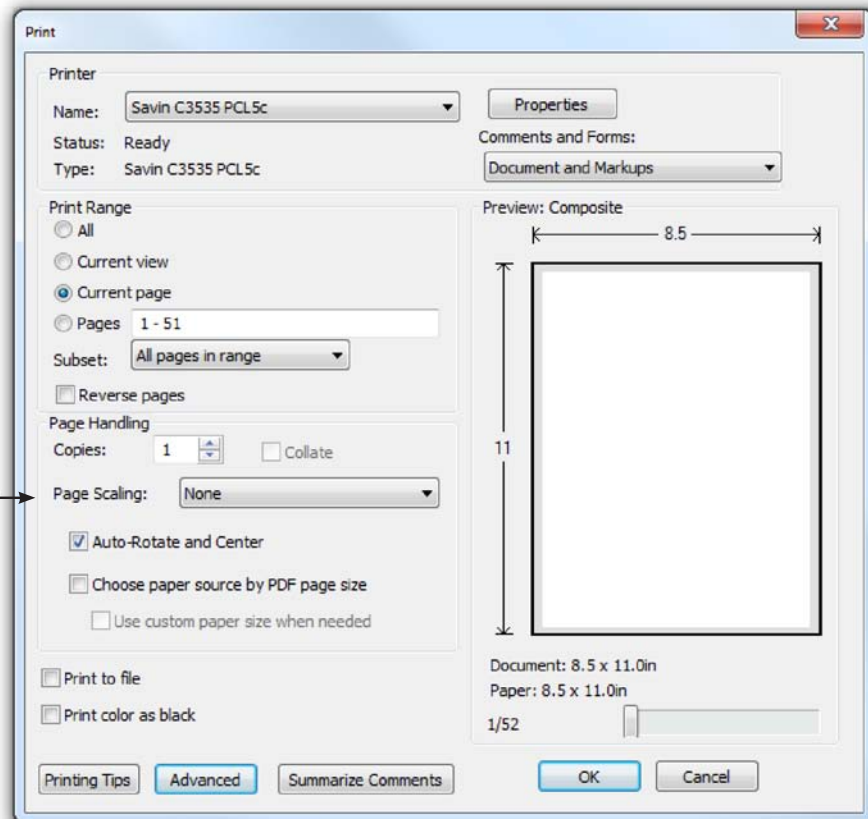 Print
Printer
Name: Savin C3535 PCL5c
Properties
Status: Ready
Comments and Forms:
Type: Savin C3535 PCL5c
Document and Markups
Print Range
All
Current view
Current page
Pages 1 - 51
Subset: All pages in range
Reverse pages
Page Handling
Copies: 1 Collate
Page Scaling: None
Auto-Rotate and Center
Choose paper source by PDF page size
Use custom paper size when needed
Print to file
Print color as black
Preview: Composite
8.5
11
Document: 8.5 x 11.0in
Paper: 8.5 x 11.0in
1/52
Printing Tips Advanced Summarize Comments OK Cancel